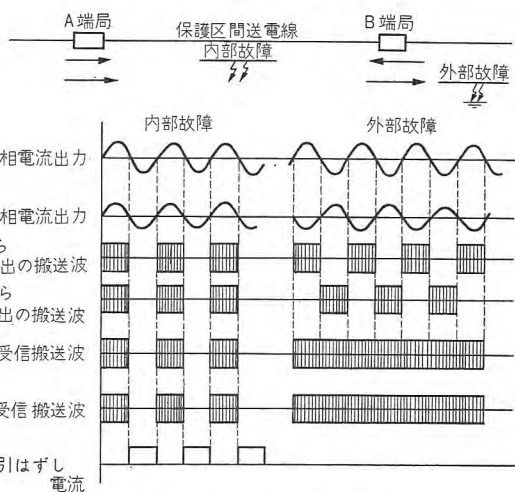 A端局
保護区間送電線
B端局
内部故障
外部故障
内部故障
外部故障
相電流出力
相電流出力
ら
出の搬送波
ら
出の搬送波
受信搬送波
受信搬送波
引はずし
電流